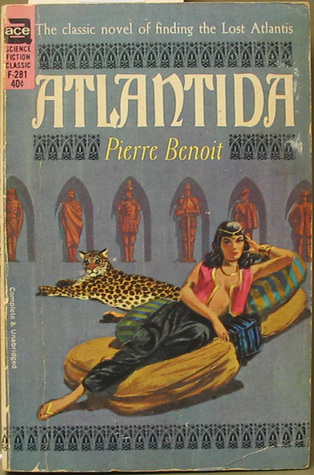 ace
SCIENCE
FICTION
CLASSIC
F-281
40¢
The classic novel of finding the Lost Atlantis
ATLANTIDA
Pierre Benoit
Complete & Unabridged